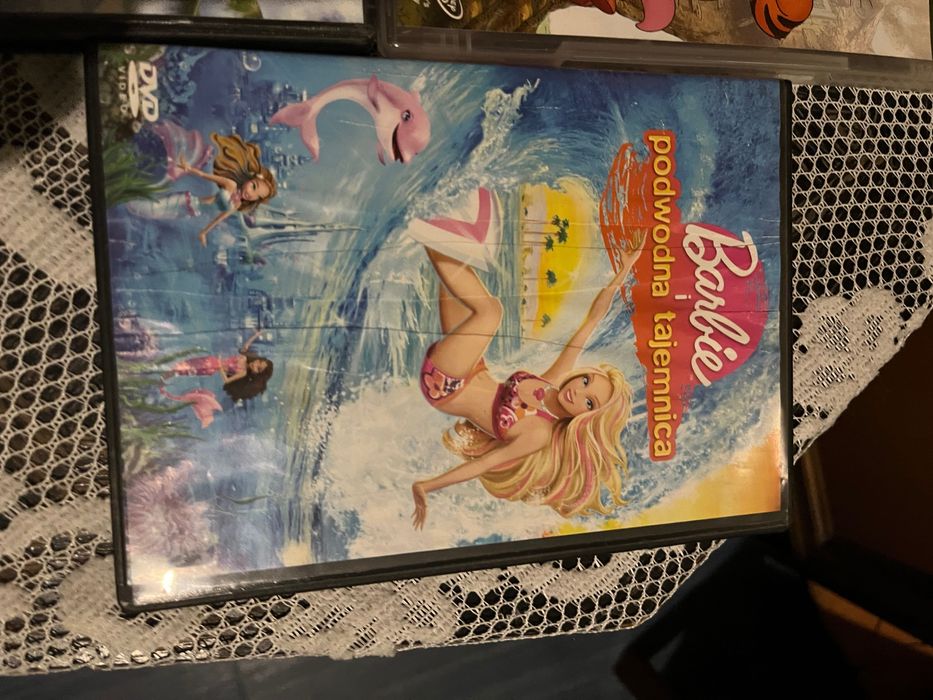 Barbie
i
podwodna tajemnica
DVD
VIDEO